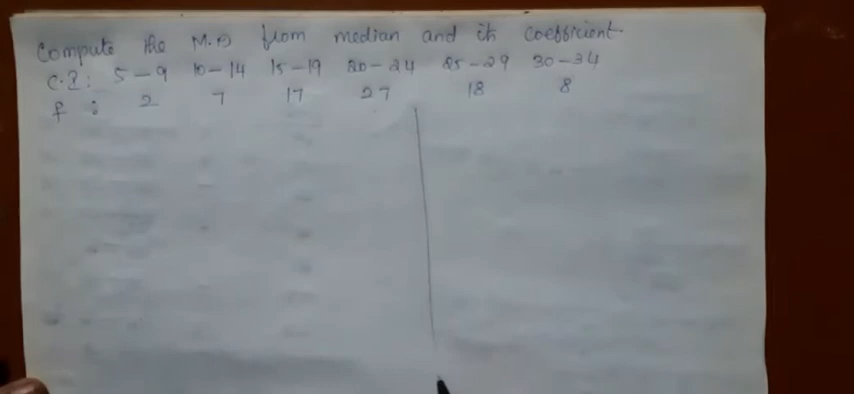 Compute the M.D from median and its coefficient.
C.I: 5-9 10-14 15-19 20-24 25-29 30-34
f : 2 7 17 27 18 8